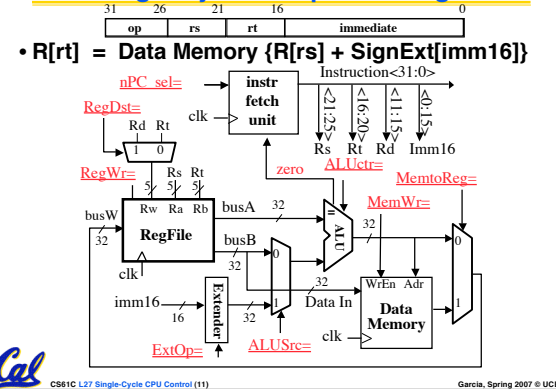 31 26 21 16 0
op rs rt immediate
• R[rt] = Data Memory {R[rs] + SignExt[imm16]}
Instruction<31:0>
nPC_sel=
instr
fetch
unit
clk
<21:25>
<16:20>
<11:15>
<0:15>
Rs Rt Rd Imm16
RegDst=
Rd Rt
1 0
zero
ALUctr=
RegWr=
Rs Rt
5 5 5
MemtoReg=
MemWr=
busW
32
Rw Ra Rb
RegFile
busA
32
busB
32
clk
=
ALU
32
0
1
0
1
WrEn Adr
Data
Memory
32
Data In
clk
imm16
16
Extender
32
ExtOp=
ALUSrc=
Cal
CS61C L27 Single-Cycle CPU Control (11)
Garcia, Spring 2007 © UC